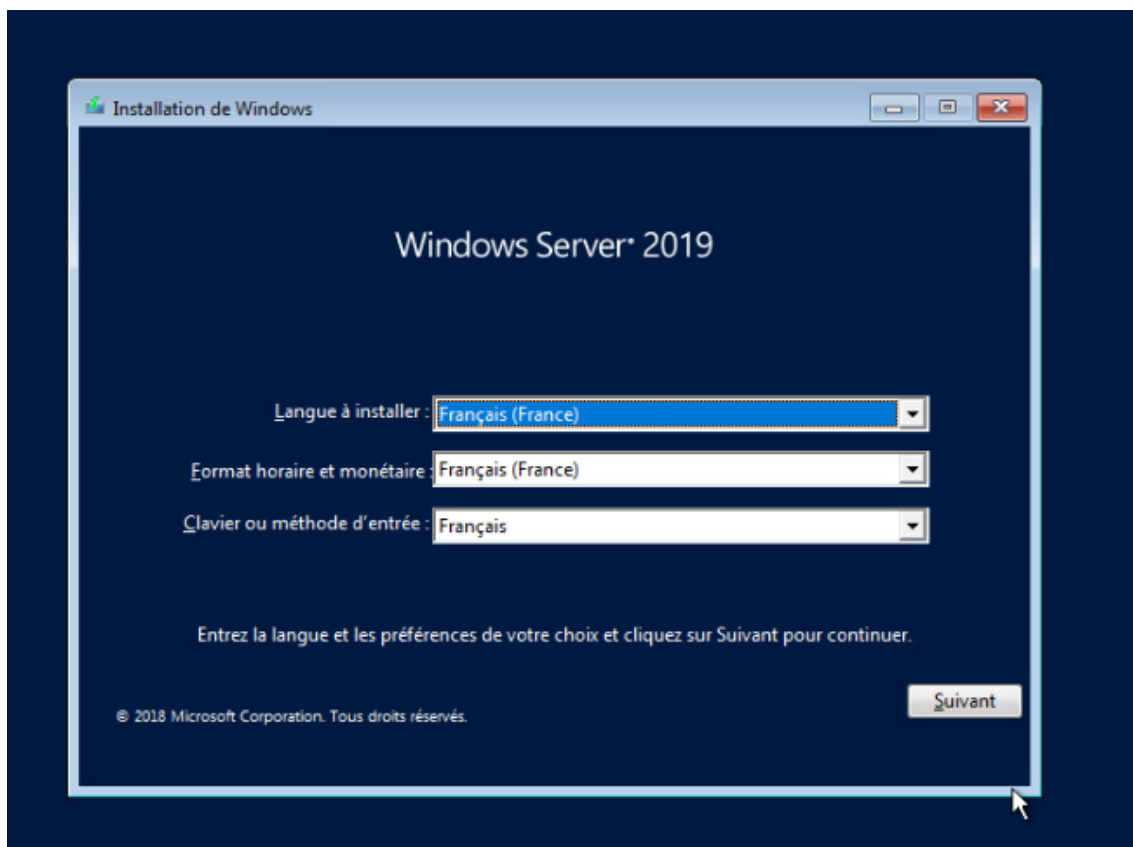 Installation de Windows
Windows Server® 2019
Langue à installer : Français (France)
Format horaire et monétaire : Français (France)
Clavier ou méthode d'entrée : Français
Entrez la langue et les préférences de votre choix et cliquez sur Suivant pour continuer.
Suivant
© 2018 Microsoft Corporation. Tous droits réservés.